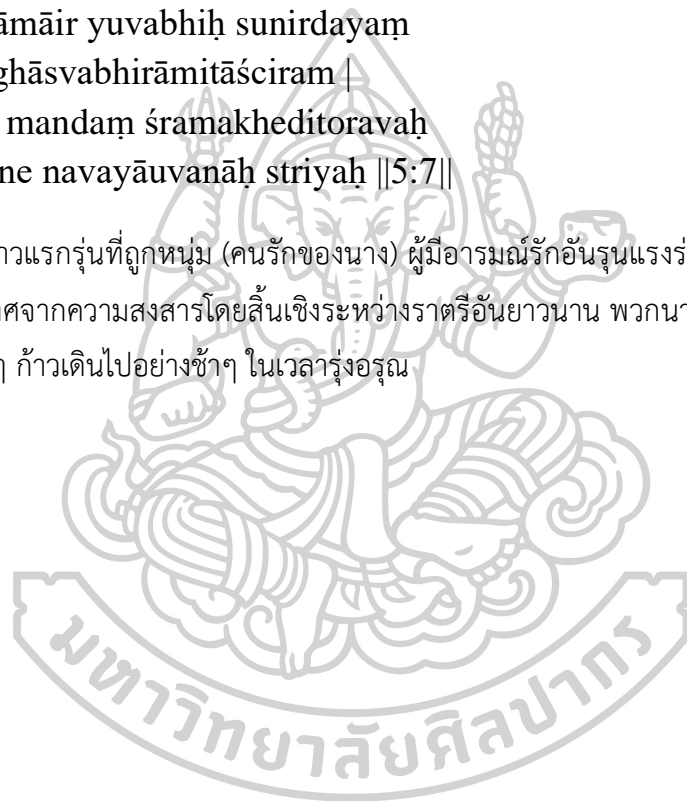 āmāir yuvabhiḥ sunirdayaṃ
ghāsvabhirāmitāściram |
mandaṃ śramakheditoravaḥ
ne navayāuvanāḥ striyaḥ ||5:7||
าวแรกรุ่นที่ถูกหนุ่ม (คนรักของนาง) ผู้มีอารมณ์รักอันรุนแรงร่
าศจากความสงสารโดยสิ้นเชิงระหว่างราตรีอันยาวนาน พวกนา
ๆ ก้าวเดินไปอย่างช้าๆ ในเวลารุ่งอรุณ
มหาวิทยาลัยศิลปากร